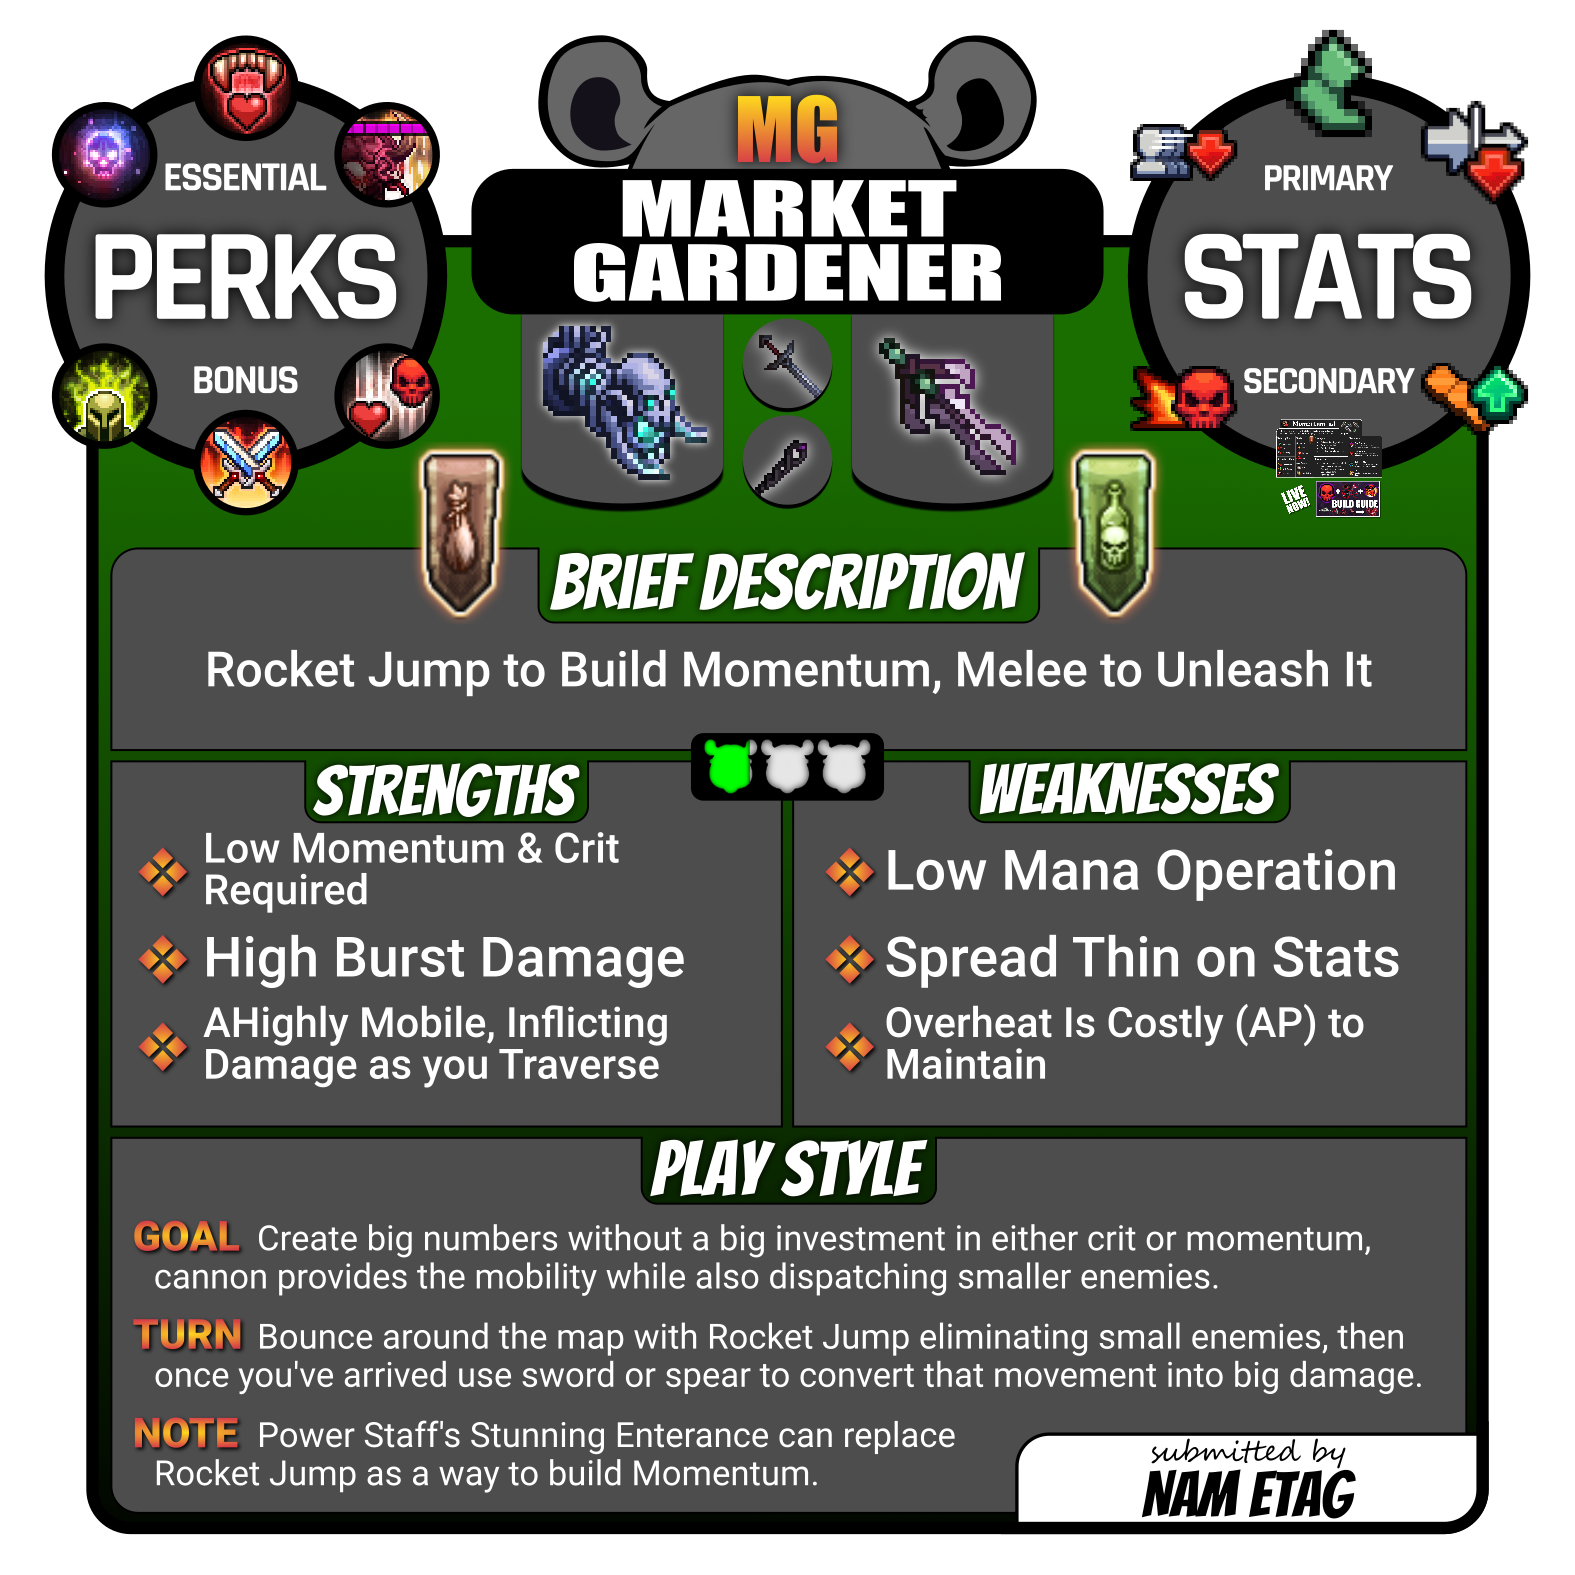 MG
MARKET
GARDENER
ESSENTIAL
PERKS
BONUS
PRIMARY
STATS
SECONDARY
Momentum
LIVE
NOW!
BUILD GUIDE
BRIEF DESCRIPTION
Rocket Jump to Build Momentum, Melee to Unleash It
STRENGTHS
Low Momentum & Crit
Required
High Burst Damage
AHighly Mobile, Inflicting
Damage as you Traverse
WEAKNESSES
Low Mana Operation
Spread Thin on Stats
Overheat Is Costly (AP) to
Maintain
PLAY STYLE
GOAL Create big numbers without a big investment in either crit or momentum,
cannon provides the mobility while also dispatching smaller enemies.
TURN Bounce around the map with Rocket Jump eliminating small enemies, then
once you've arrived use sword or spear to convert that movement into big damage.
NOTE Power Staff's Stunning Enterance can replace
Rocket Jump as a way to build Momentum.
submitted by
NAM ETAG